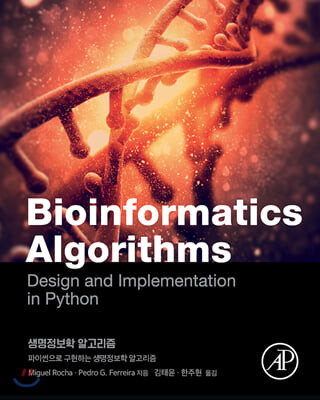 Bioinformatics
Algorithms
Design and Implementation
in Python
생명정보학 알고리즘
파이썬으로 구현하는 생명정보학 알고리즘
// Miguel Rocha · Pedro G. Ferreira 지음 김태윤 · 한주현 옮김
AP